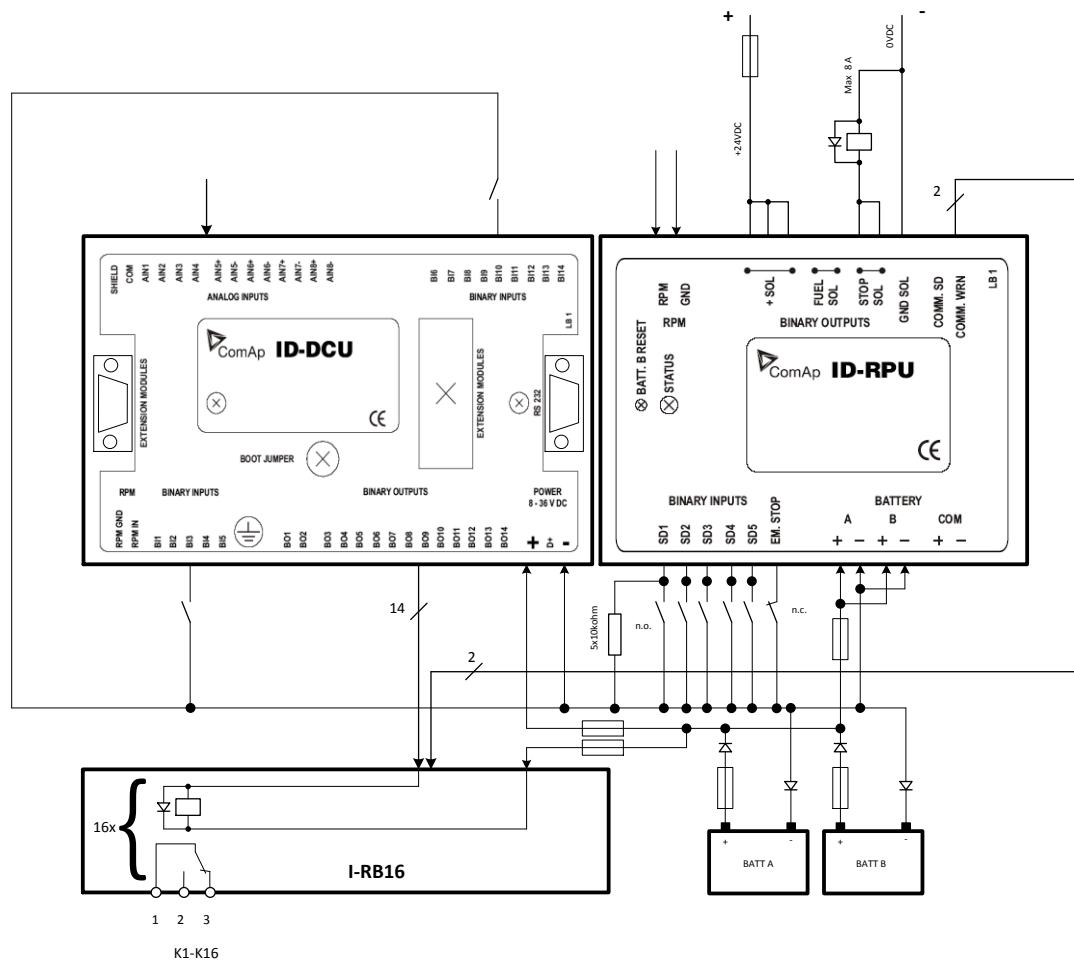 +
-
0VDC
Max 8 A
+24VDC
2
SHIELD
COM
AIN1
AIN2
AIN3
AIN4
AIN5+
AIN5-
AIN6+
AIN6-
AIN7+
AIN7-
AIN8+
AIN8-
BI6
BI7
BI8
BI9
BI10
BI11
BI12
BI13
BI14
ANALOG INPUTS
BINARY INPUTS
LB 1
ComAp ID-DCU
CE
EXTENSION MODULES
EXTENSION MODULES
RS 232
BOOT JUMPER
RPM
BINARY INPUTS
BINARY OUTPUTS
POWER
8 - 36 V DC
RPM GND
RPM IN
BI1
BI2
BI3
BI4
BI5
BO1
BO2
BO3
BO4
BO5
BO6
BO7
BO8
BO9
BO10
BO11
BO12
BO13
BO14
+
D+
-
RPM
GND
+ SOL
FUEL
SOL
STOP
SOL
GND SOL
COMM. SD
COMM. WRN
LB 1
RPM
BINARY OUTPUTS
BATT. B RESET
STATUS
ComAp ID-RPU
CE
BINARY INPUTS
BATTERY
SD1
SD2
SD3
SD4
SD5
EM. STOP
A
B
COM
+
-
+
-
+
-
14
2
5x10kohm
n.o.
n.c.
16x
I-RB16
1
2
3
K1-K16
+
-
BATT A
+
-
BATT B